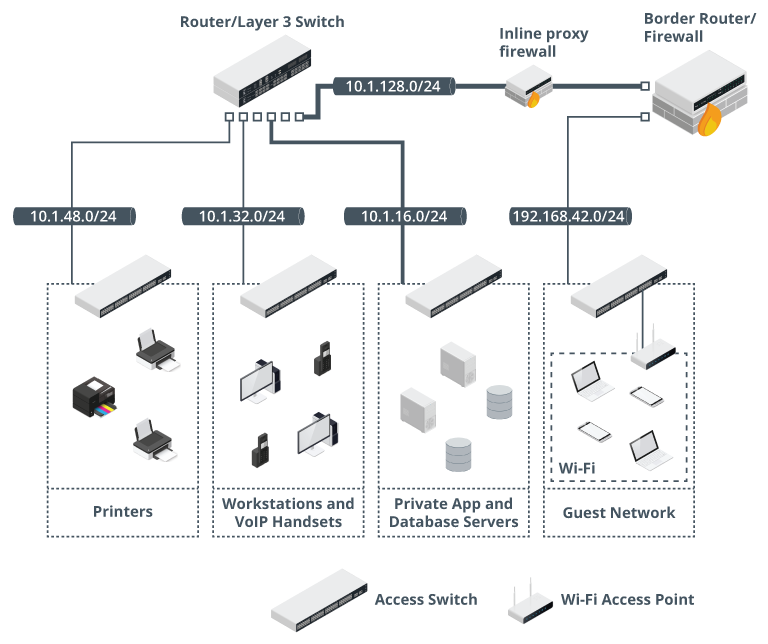 Router/Layer 3 Switch
Inline proxy
firewall
Border Router/
Firewall
10.1.128.0/24
10.1.48.0/24
10.1.32.0/24
10.1.16.0/24
192.168.42.0/24
Wi-Fi
Printers
Workstations and
VoIP Handsets
Private App and
Database Servers
Guest Network
Access Switch
Wi-Fi Access Point